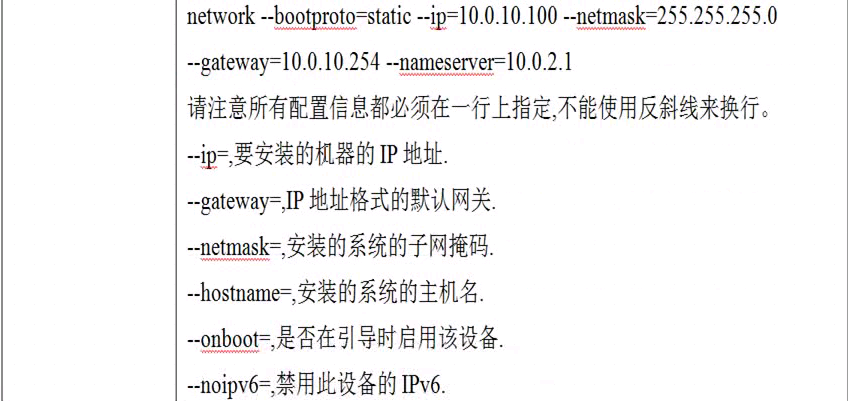 network --bootproto=static --ip=10.0.10.100 --netmask=255.255.255.0
--gateway=10.0.10.254 --nameserver=10.0.2.1
请注意所有配置信息都必须在一行上指定,不能使用反斜线来换行。
--ip=,要安装的机器的 IP 地址.
--gateway=,IP 地址格式的默认网关.
--netmask=,安装的系统的子网掩码.
--hostname=,安装的系统的主机名.
--onboot=,是否在引导时启用该设备.
--noipv6=,禁用此设备的 IPv6.